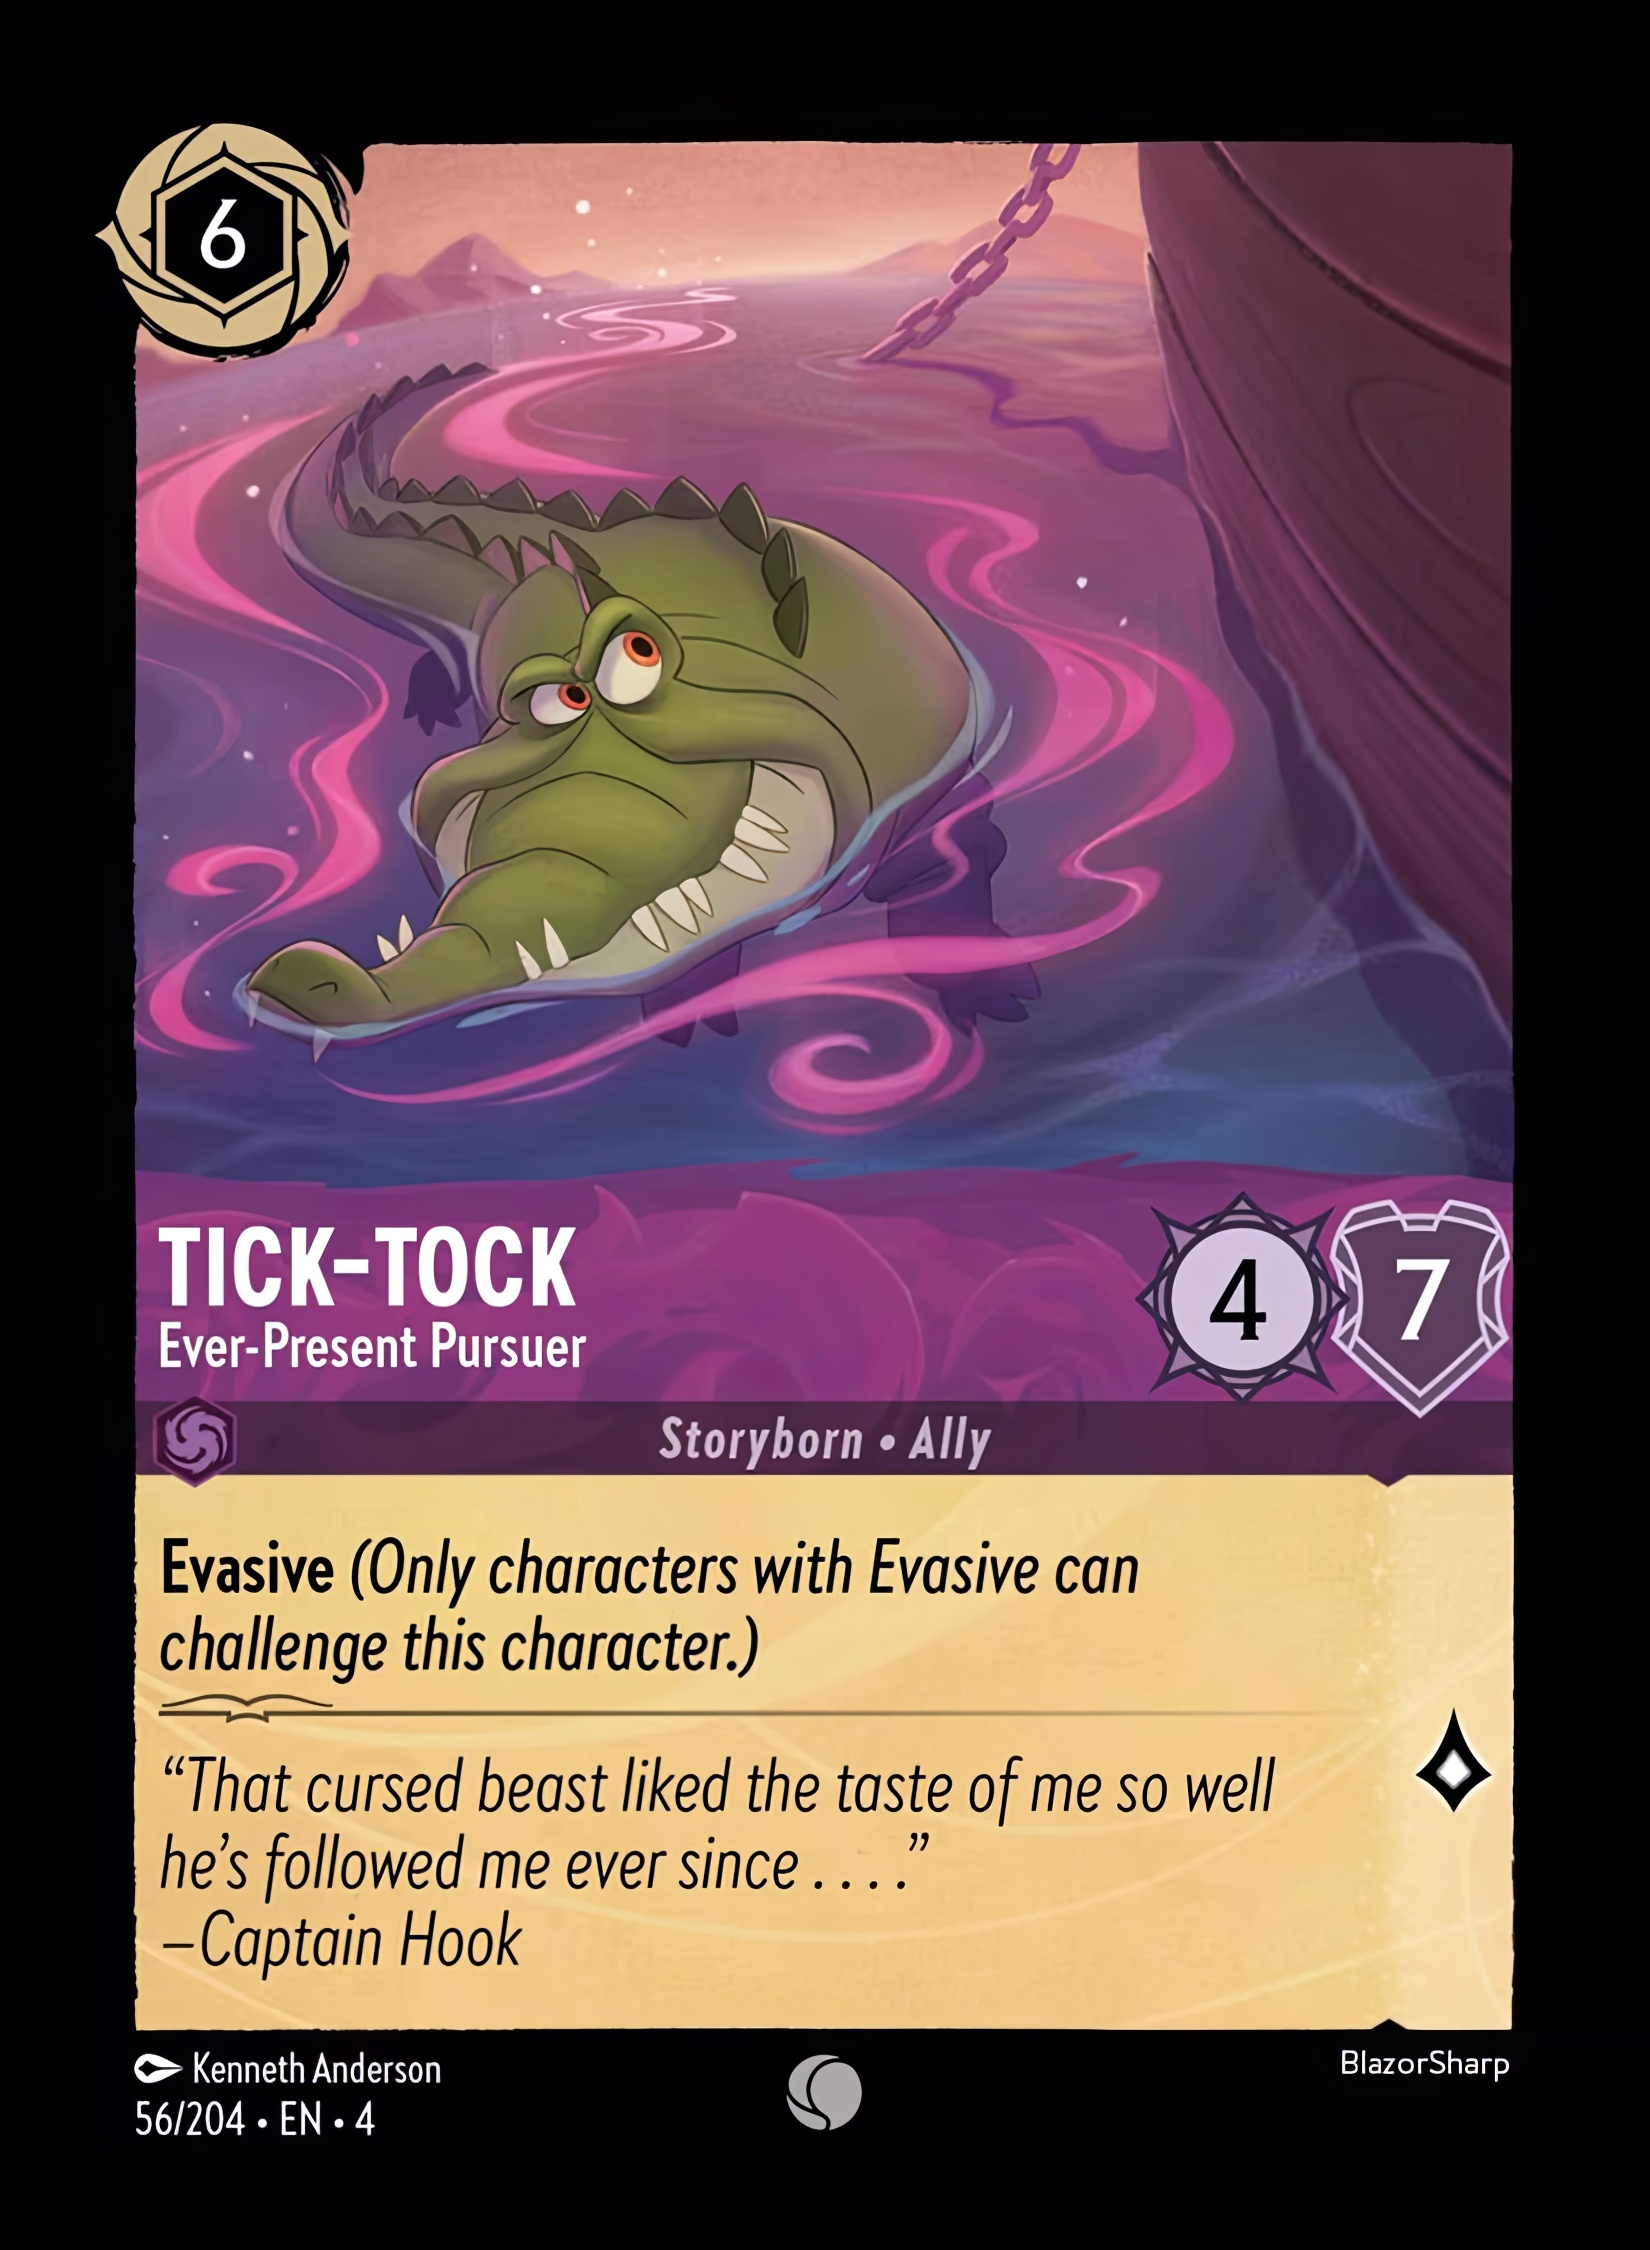 6
TICK-TOCK
Ever-Present Pursuer
4
7
Storyborn • Ally
Evasive (Only characters with Evasive can
challenge this character.)
“That cursed beast liked the taste of me so well
he’s followed me ever since . . . .”
–Captain Hook
Kenneth Anderson
BlazorSharp
56/204 • EN • 4